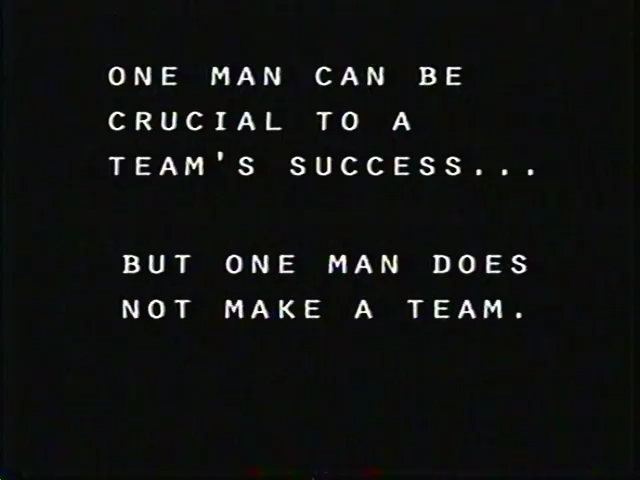 ONE MAN CAN BE
CRUCIAL TO A
TEAM'S SUCCESS...
BUT ONE MAN DOES
NOT MAKE A TEAM.